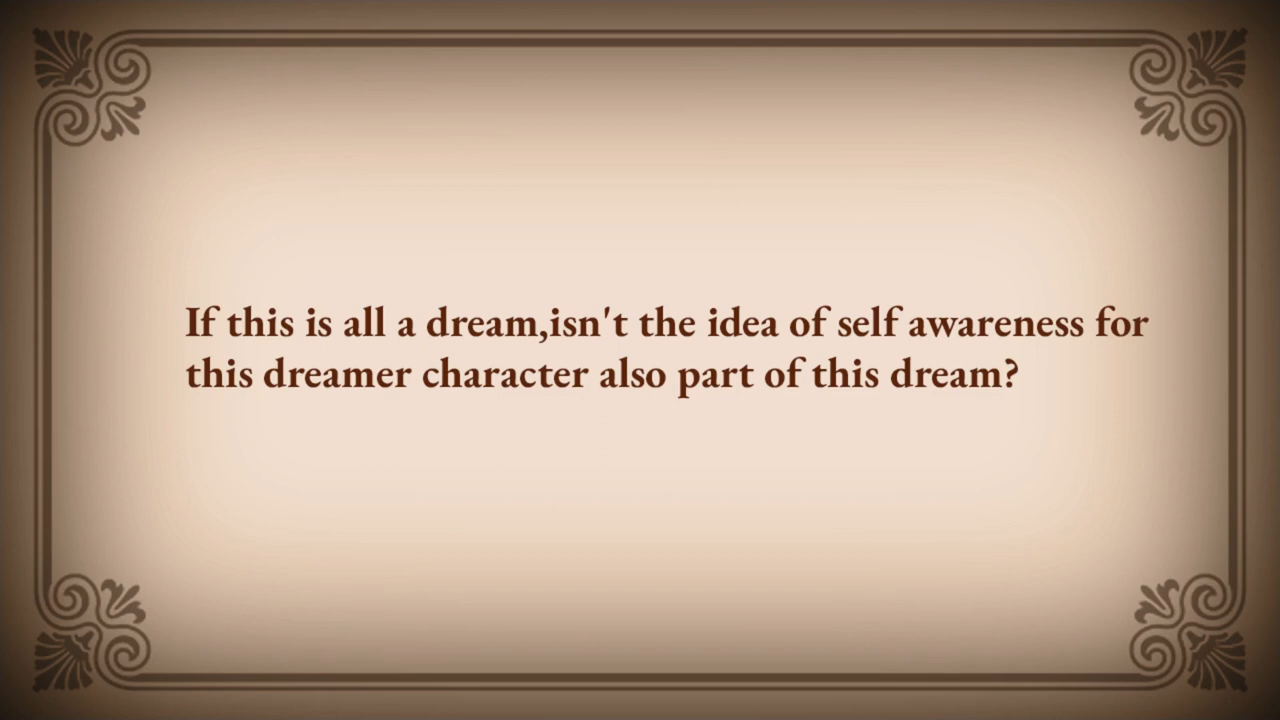 If this is all a dream,isn't the idea of self awareness for
this dreamer character also part of this dream?